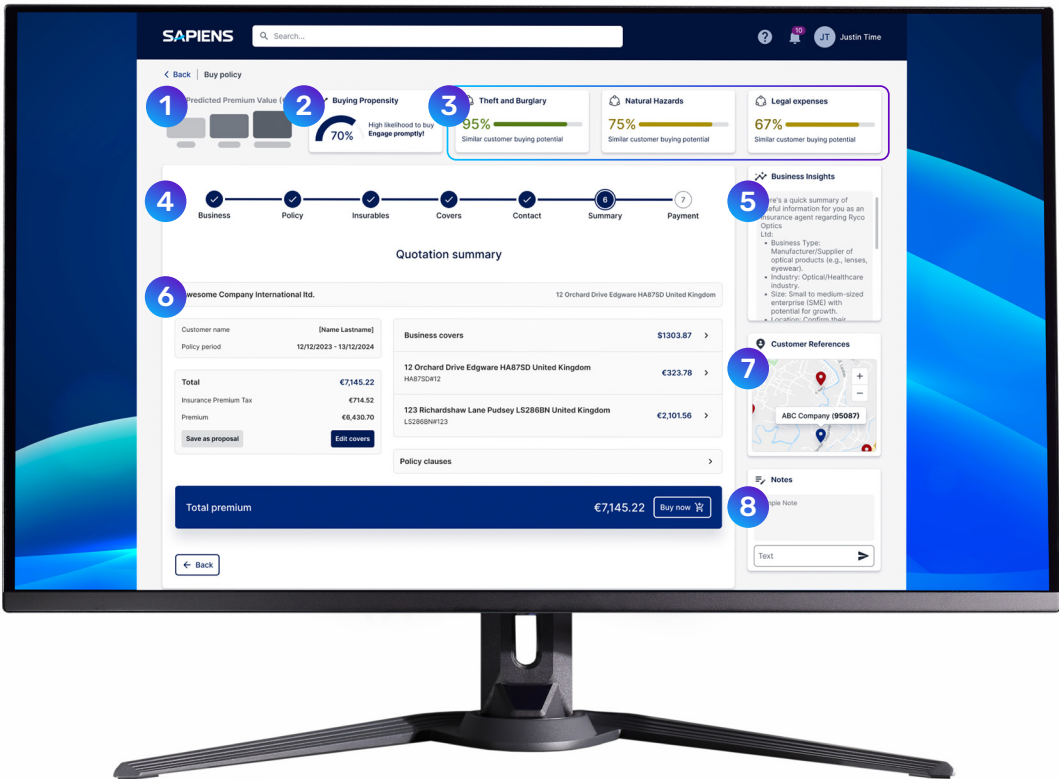 SAPIENS
Search...
?
10
JT
Justin Time
Back | Buy policy
1
Predicted Premium Value
2
Buying Propensity
70%
High likelihood to buy
Engage promptly!
3
Theft and Burglary
95%
Similar customer buying potential
Natural Hazards
75%
Similar customer buying potential
Legal expenses
67%
Similar customer buying potential
4
Business
Policy
Insurables
Covers
Contact
6
Summary
7
Payment
Quotation summary
5
Business Insights
a quick summary of
information for you as an
insurance agent regarding Ryco
Optics
Ltd:
• Business Type:
Manufacturer/Supplier of
optical products (e.g., lenses,
eyewear).
• Industry: Optical/Healthcare
industry.
• Size: Small to medium-sized
enterprise (SME) with
potential for growth.
• Location: Confirm their
6
Company International ltd.
12 Orchard Drive Edgware HA87SD United Kingdom
Customer name
[Name Lastname]
Policy period
12/12/2023 - 13/12/2024
Total
€7,145.22
Insurance Premium Tax
€714.52
Premium
€6,430.70
Save as proposal
Edit covers
Business covers
$1303.87
12 Orchard Drive Edgware HA87SD United Kingdom
HA87SD#12
€323.78
123 Richardshaw Lane Pudsey LS286BN United Kingdom
LS286BN#123
€2,101.56
Policy clauses
7
Customer References
+
−
ABC Company (95087)
Total premium
€7,145.22
Buy now
8
Notes
Note
Text
Back